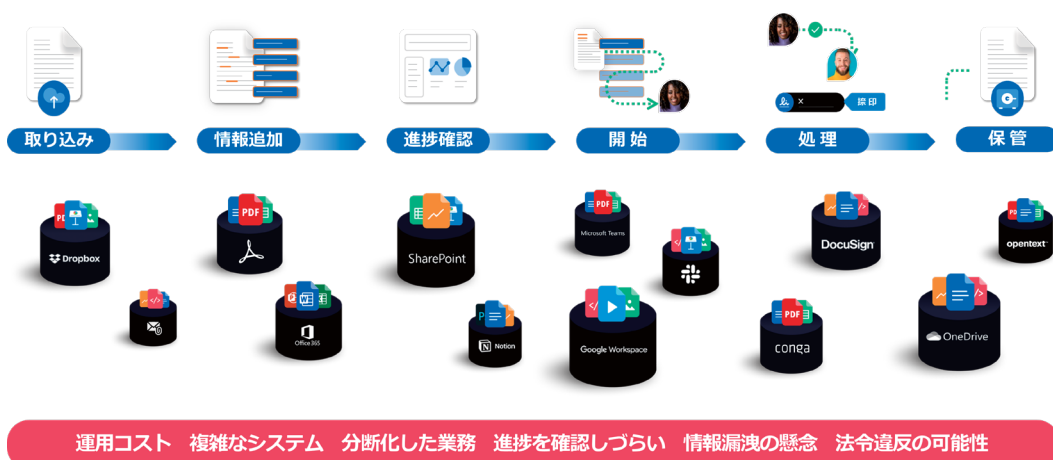 捺印
取り込み
情報追加
進捗確認
開始
処理
保管
PDF
Dropbox
PDF
SharePoint
Office 365
Notion
PDF
Microsoft Teams
Google Workspace
DocuSign
PDF
conga
OneDrive
PDF
opentext
運用コスト 複雑なシステム 分断化した業務 進捗を確認しづらい 情報漏洩の懸念 法令違反の可能性